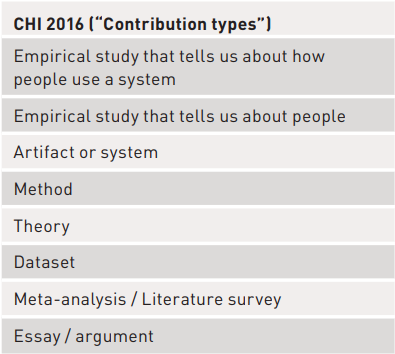 CHI 2016 (“Contribution types”)
Empirical study that tells us about how
people use a system
Empirical study that tells us about people
Artifact or system
Method
Theory
Dataset
Meta-analysis / Literature survey
Essay / argument